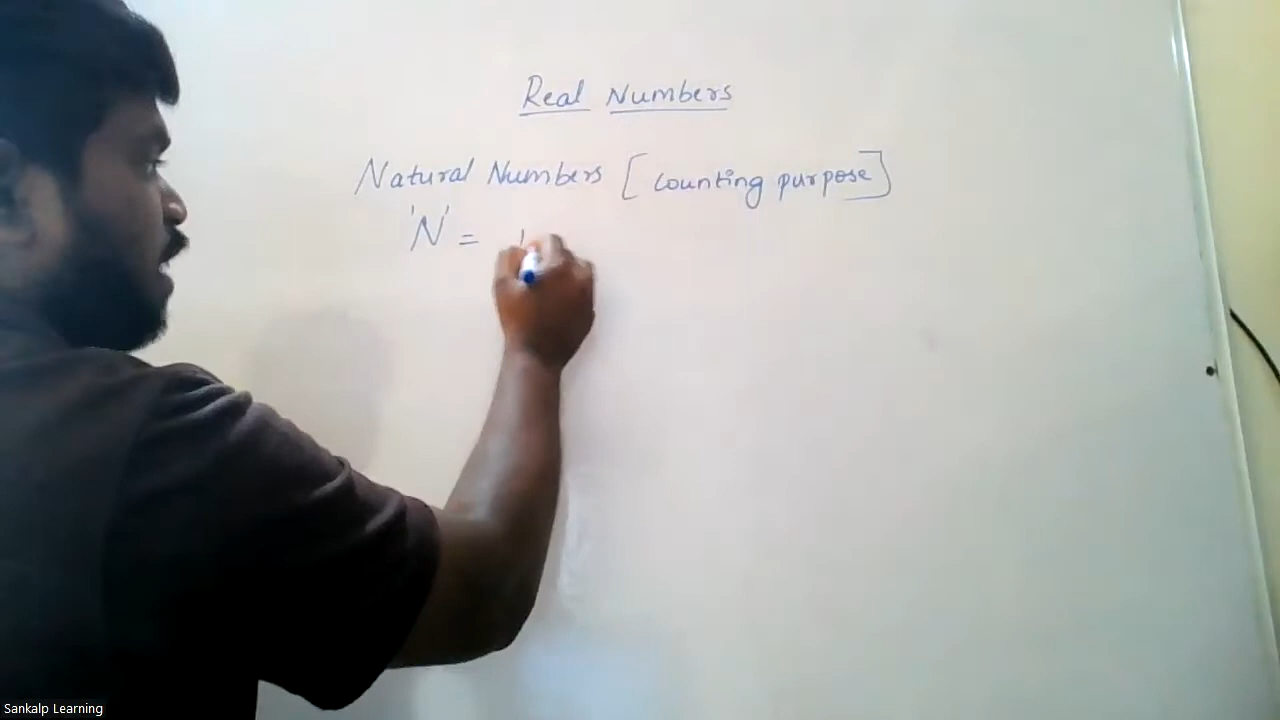 Real Numbers
Natural Numbers [counting purpose]
'N' =
Sankalp Learning